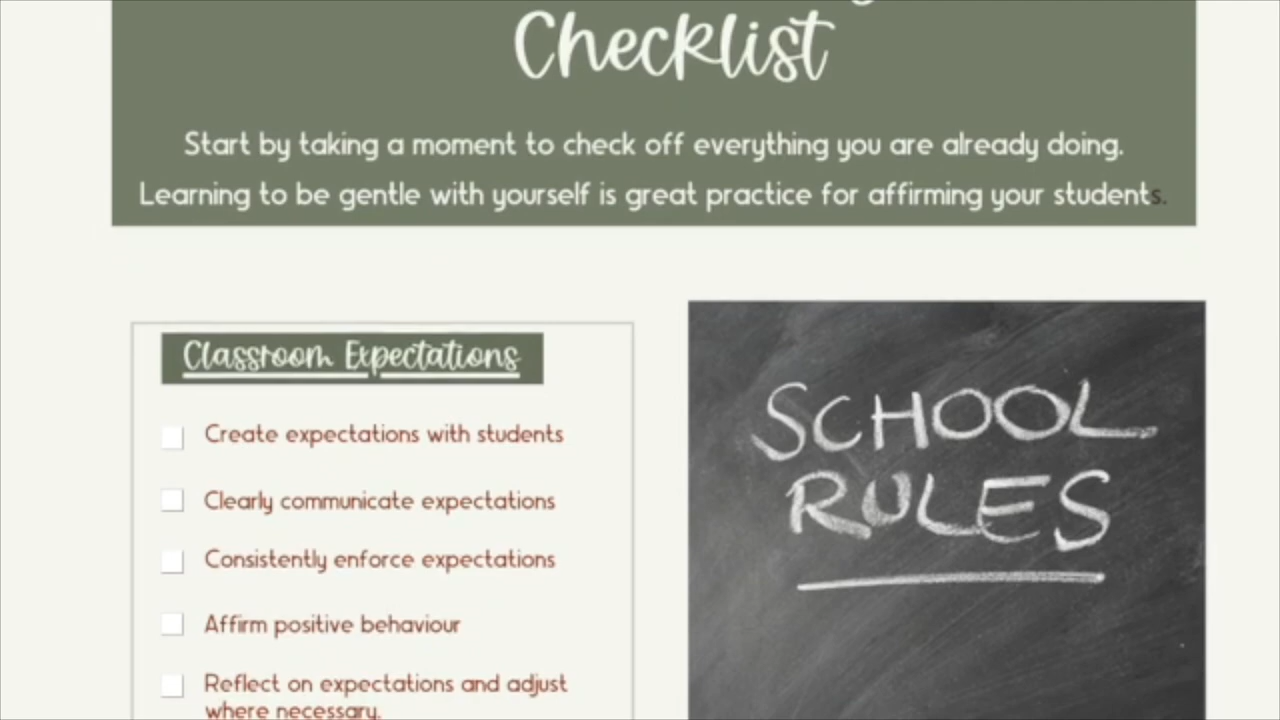 Checklist
Start by taking a moment to check off everything you are already doing.
Learning to be gentle with yourself is great practice for affirming your students.
Classroom Expectations
Create expectations with students
Clearly communicate expectations
Consistently enforce expectations
Affirm positive behaviour
Reflect on expectations and adjust
where necessary.
SCHOOL
RULES